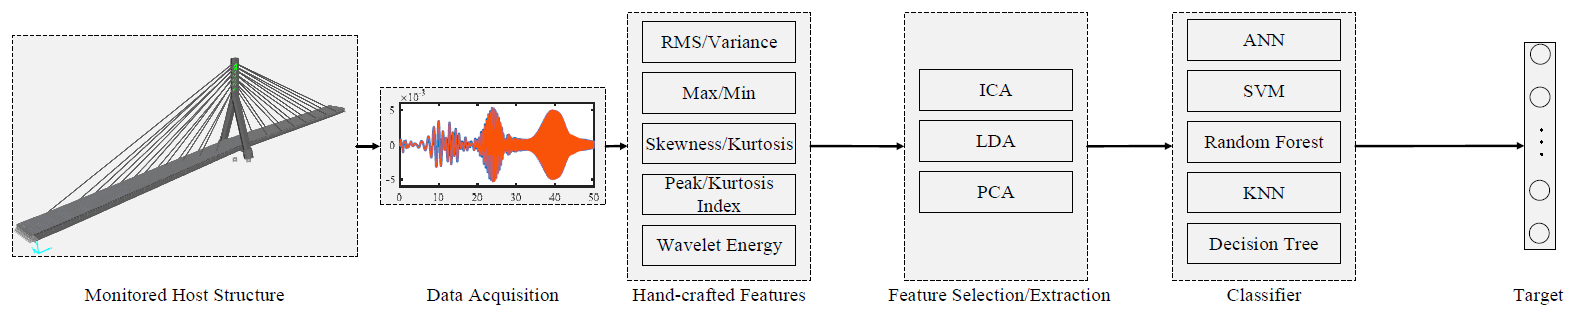 Monitored Host Structure
×10⁻³
5
0
−5
0
10
20
30
40
50
Data Acquisition
RMS/Variance
Max/Min
Skewness/Kurtosis
Peak/Kurtosis
Index
Wavelet Energy
Hand-crafted Features
ICA
LDA
PCA
Feature Selection/Extraction
ANN
SVM
Random Forest
KNN
Decision Tree
Classifier
Target